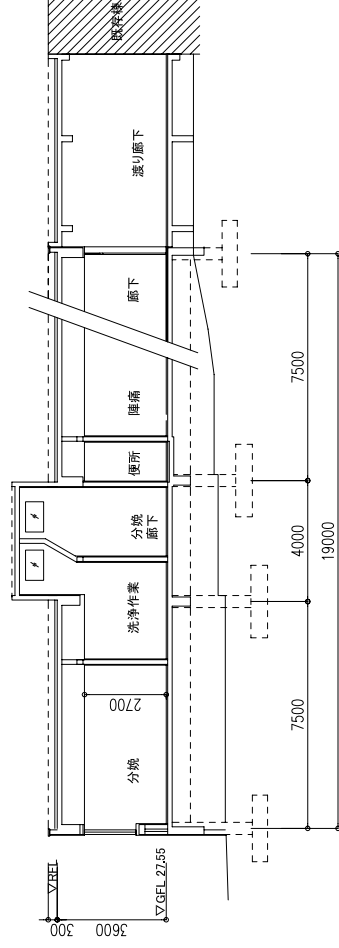 既存棟
渡り廊下
廊下
陣痛
便所
分娩
廊下
洗浄作業
分娩
2700
▽RFL
300
3600
▽GFL 27.55
7500
4000
7500
19000